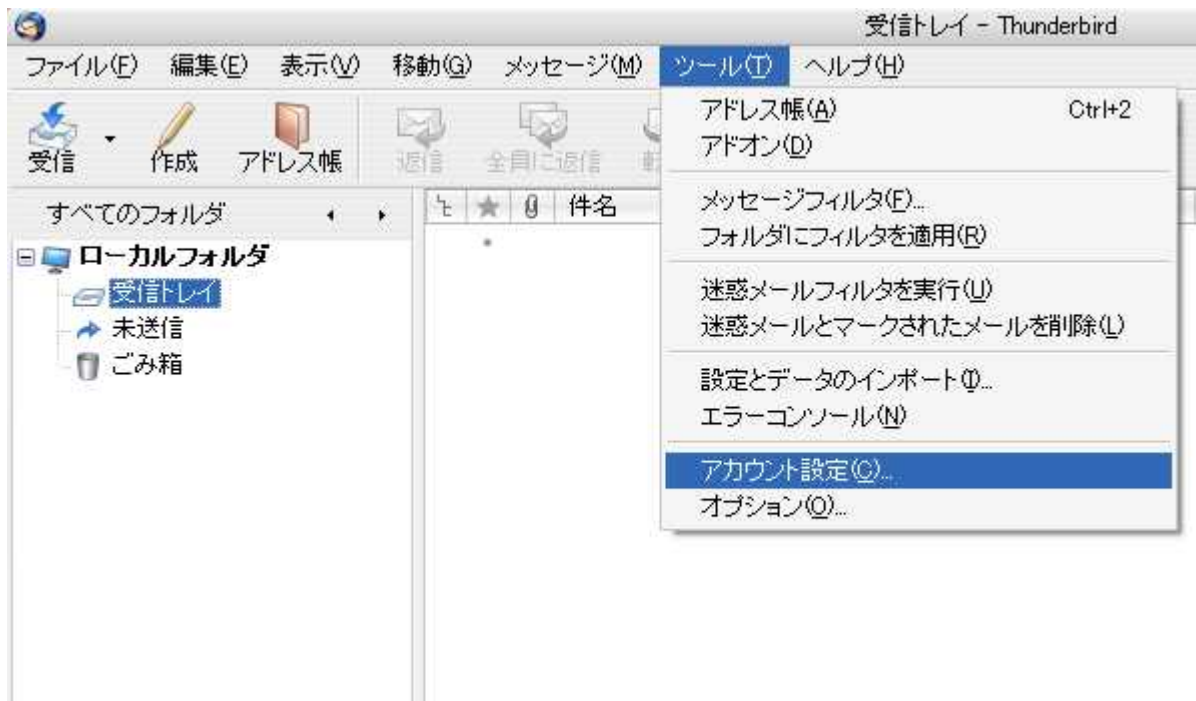 受信トレイ - Thunderbird
ファイル(F) 編集(E) 表示(V) 移動(G) メッセージ(M) ツール(T) ヘルプ(H)
受信 作成 アドレス帳 返信 全員に返信
アドレス帳(A) Ctrl+2
アドオン(D)
メッセージフィルタ(F)...
フォルダにフィルタを適用(R)
迷惑メールフィルタを実行(U)
迷惑メールとマークされたメールを削除(L)
設定とデータのインポート(I)...
エラーコンソール(N)
アカウント設定(C)...
オプション(O)...
すべてのフォルダ
件名
ローカルフォルダ
受信トレイ
未送信
ごみ箱